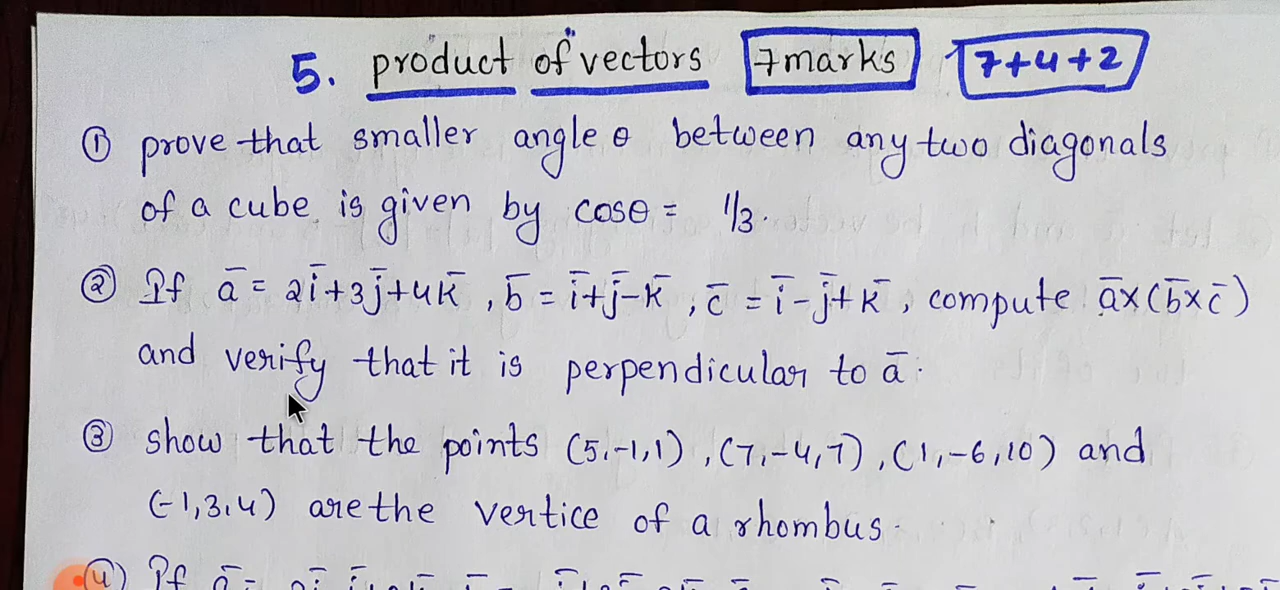 5. product of vectors 7marks 7+4+2
① prove that smaller angle θ between any two diagonals
of a cube is given by cosθ = 1/3.
② If a̅ = 2i̅+3j̅+4k̅, b̅ = i̅+j̅-k̅, c̅ = i̅-j̅+k̅, compute a̅×(b̅×c̅)
and verify that it is perpendicular to a̅.
③ show that the points (5,-1,1), (7,-4,7), (1,-6,10) and
(-1,3,4) are the vertice of a rhombus.
④ If a̅ =